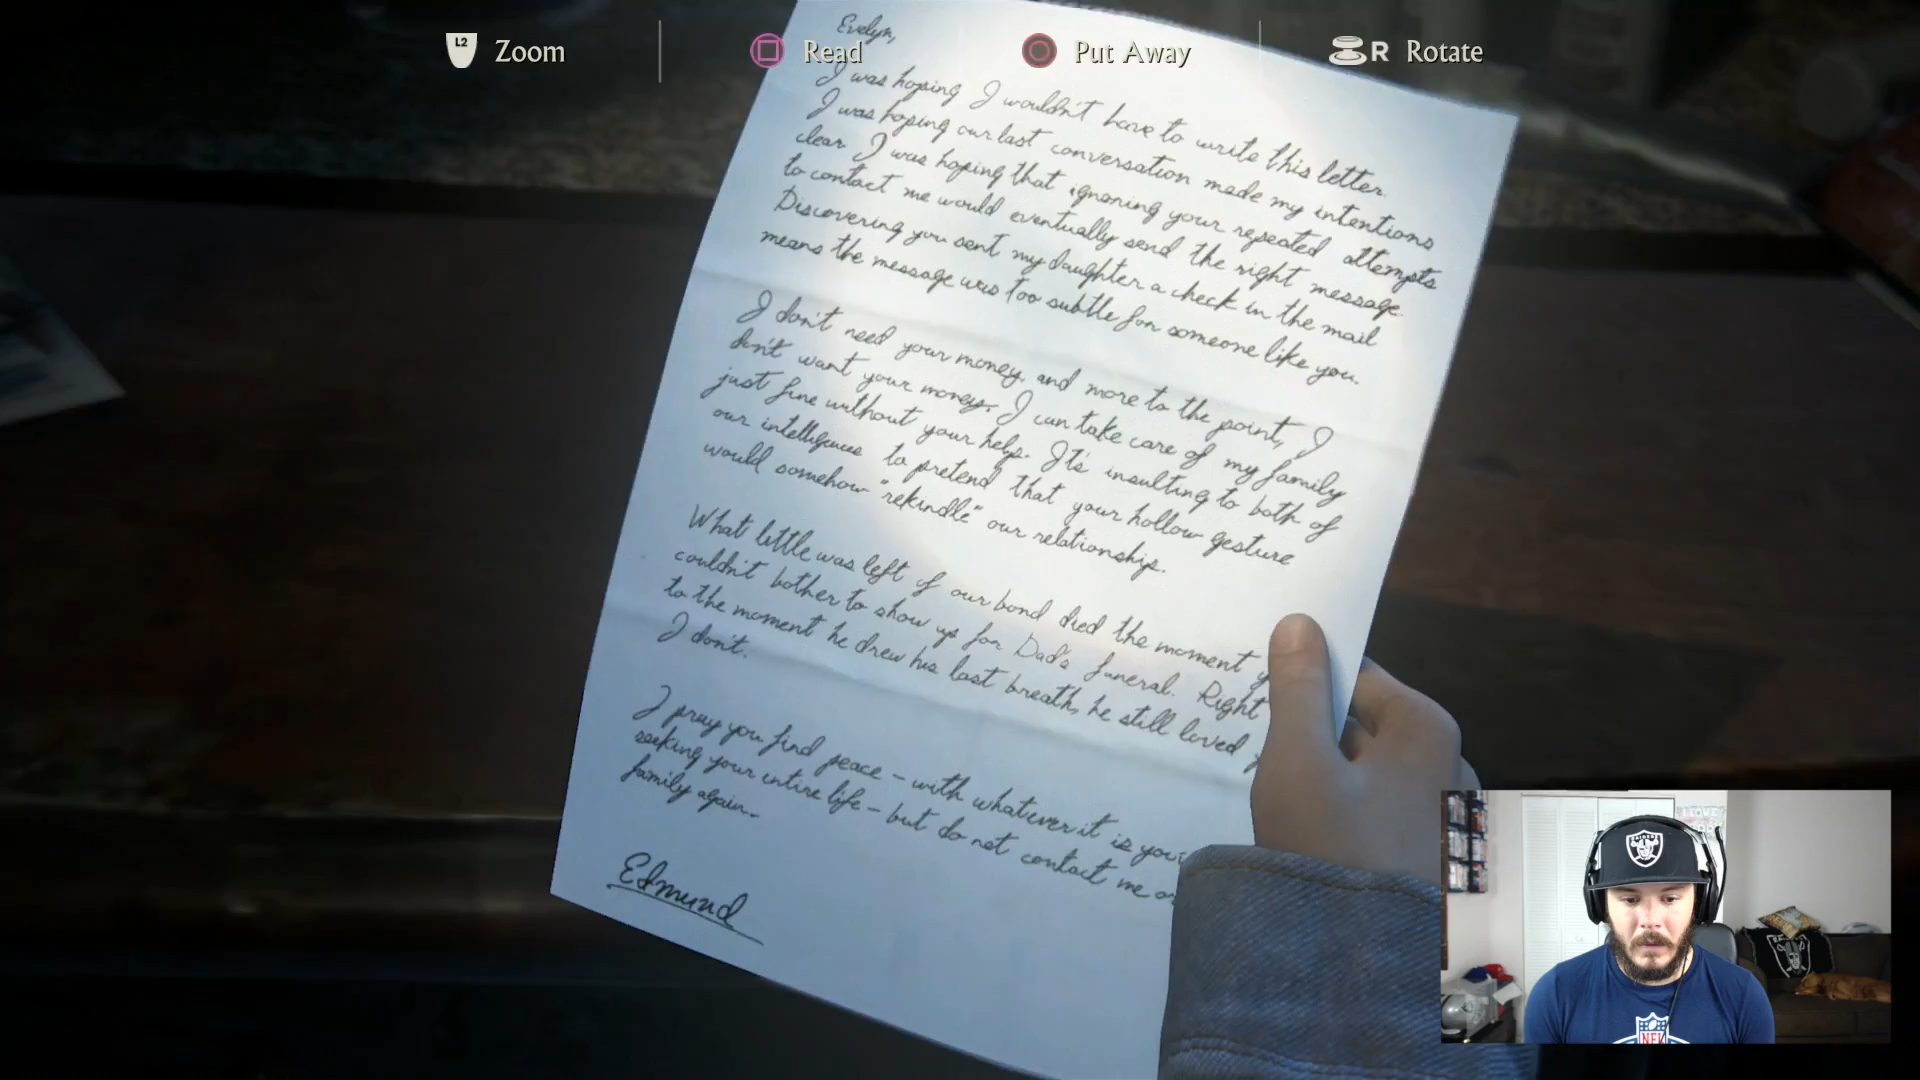 L2 Zoom
Read
Put Away
R Rotate
Evelyn,
I was hoping I wouldn't have to write this letter.
I was hoping our last conversation made my intentions
clear. I was hoping that ignoring your repeated attempts
to contact me would eventually send the right message.
Discovering you sent my daughter a check in the mail
means the message was too subtle for someone like you.
I don't need your money, and more to the point, I
don't want your money. I can take care of my family
just fine without your help. It's insulting to both of
our intelligences to pretend that your hollow gesture
would somehow "rekindle" our relationship.
What little was left of our bond died the moment
couldn't bother to show up for Dad's funeral. Right
to the moment he drew his last breath, he still loved
I don't.
I pray you find peace - with whatever it is
seeking your entire life - but do not contact me
family again.
Edmund
RAIDERS
NFL